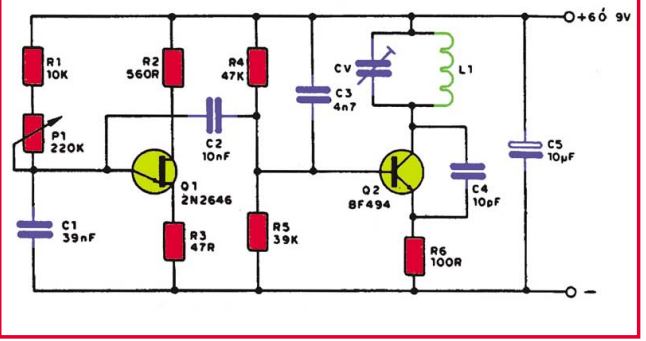 +6 ó 9V
R1
10K
R2
560R
R4
47K
CV
L1
C3
4n7
P1
220K
C2
10nF
C5
10µF
Q1
2N2646
Q2
BF494
C4
10pF
C1
39nF
R3
47R
R5
39K
R6
100R
–